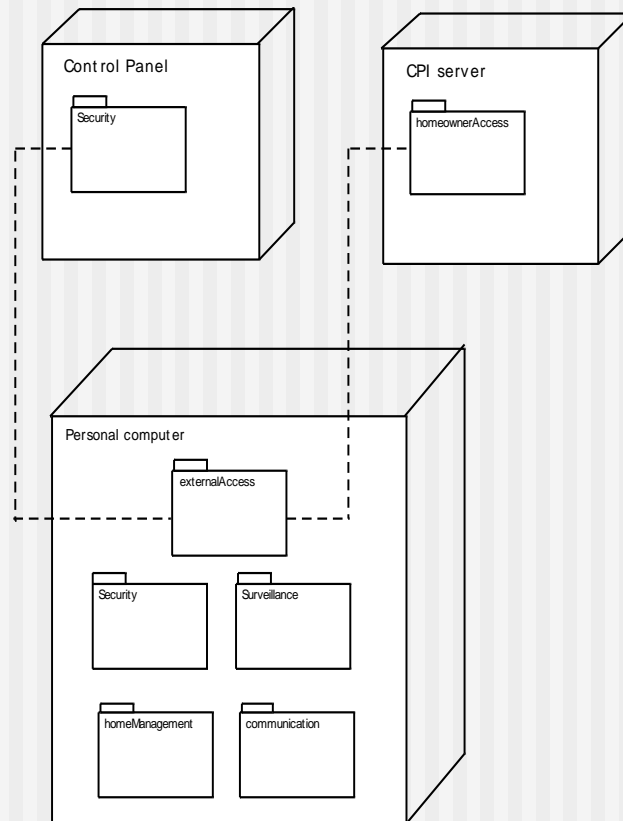 Control Panel
CPI server
Security
homeownerAccess
Personal computer
externalAccess
Security
Surveillance
homeManagement
communication